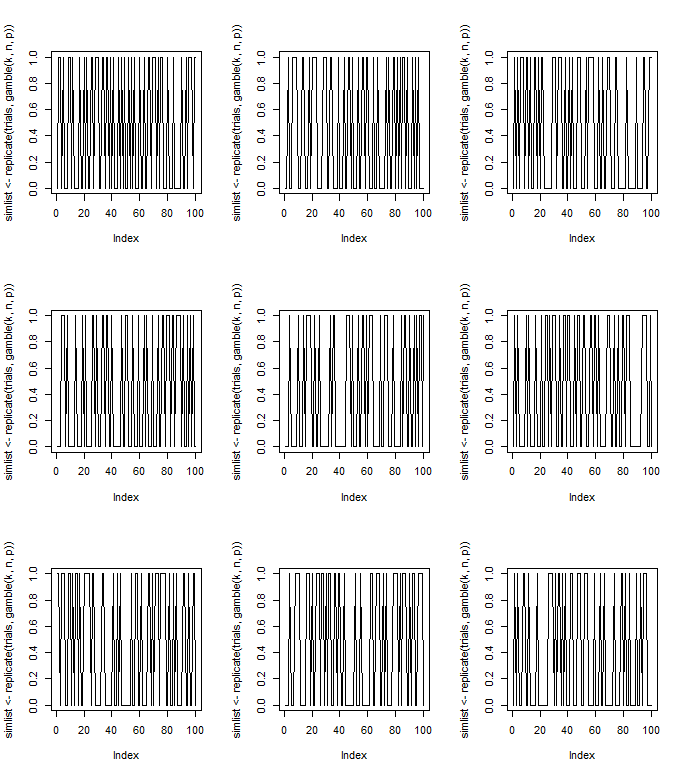 simlist <- replicate(trials, gamble(k, n, p))
0.0 0.2 0.4 0.6 0.8 1.0
0 20 40 60 80 100
Index
simlist <- replicate(trials, gamble(k, n, p))
0.0 0.2 0.4 0.6 0.8 1.0
0 20 40 60 80 100
Index
simlist <- replicate(trials, gamble(k, n, p))
0.0 0.2 0.4 0.6 0.8 1.0
0 20 40 60 80 100
Index
simlist <- replicate(trials, gamble(k, n, p))
0.0 0.2 0.4 0.6 0.8 1.0
0 20 40 60 80 100
Index
simlist <- replicate(trials, gamble(k, n, p))
0.0 0.2 0.4 0.6 0.8 1.0
0 20 40 60 80 100
Index
simlist <- replicate(trials, gamble(k, n, p))
0.0 0.2 0.4 0.6 0.8 1.0
0 20 40 60 80 100
Index
simlist <- replicate(trials, gamble(k, n, p))
0.0 0.2 0.4 0.6 0.8 1.0
0 20 40 60 80 100
Index
simlist <- replicate(trials, gamble(k, n, p))
0.0 0.2 0.4 0.6 0.8 1.0
0 20 40 60 80 100
Index
simlist <- replicate(trials, gamble(k, n, p))
0.0 0.2 0.4 0.6 0.8 1.0
0 20 40 60 80 100
Index